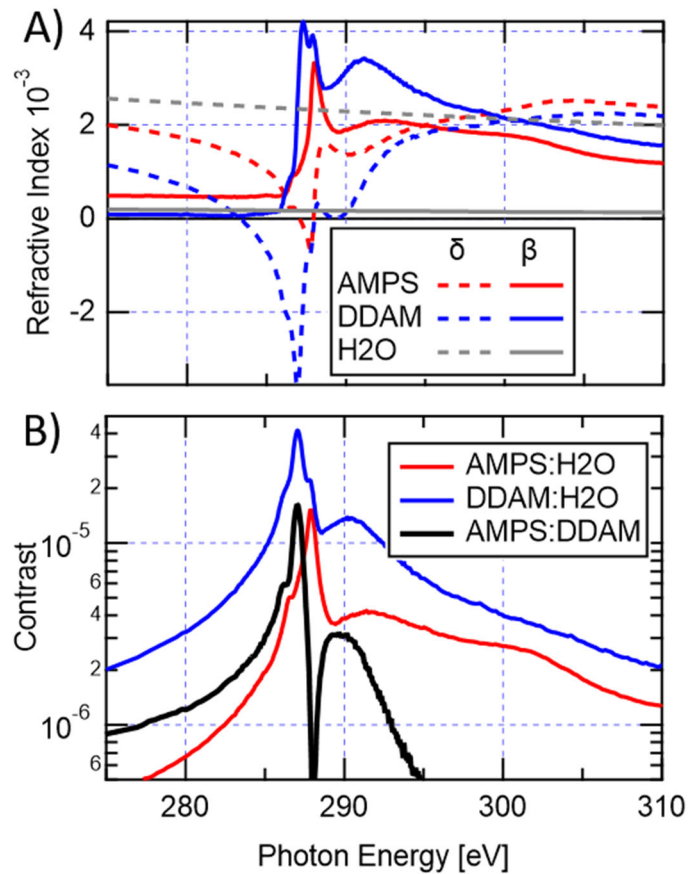 A)
Refractive Index 10⁻³
4
2
0
-2
δ β
AMPS
DDAM
H2O
B)
Contrast
4
2
10⁻⁵
6
4
2
10⁻⁶
6
AMPS:H2O
DDAM:H2O
AMPS:DDAM
280 290 300 310
Photon Energy [eV]